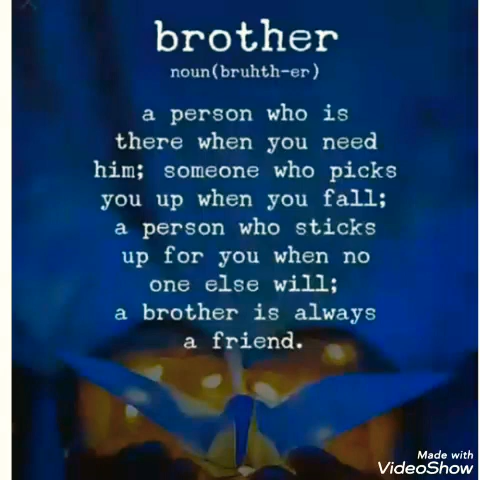 brother
noun(bruhth-er)
a person who is
there when you need
him; someone who picks
you up when you fall;
a person who sticks
up for you when no
one else will;
a brother is always
a friend.
Made with
VideoShow